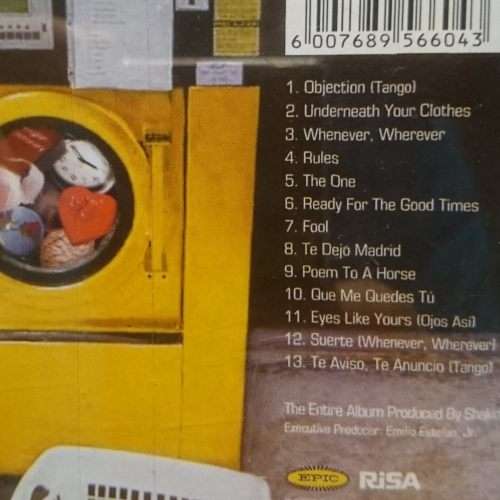 6 007689 566043
1. Objection (Tango)
2. Underneath Your Clothes
3. Whenever, Wherever
4. Rules
5. The One
6. Ready For The Good Times
7. Fool
8. Te Dejo Madrid
9. Poem To A Horse
10. Que Me Quedes Tú
11. Eyes Like Yours (Ojos Así)
12. Suerte (Whenever, Wherever)
13. Te Aviso, Te Anuncio (Tango)
The Entire Album Produced By Shaki
Executive Producer: Emilio Estefan, Jr.
EPIC RiSA